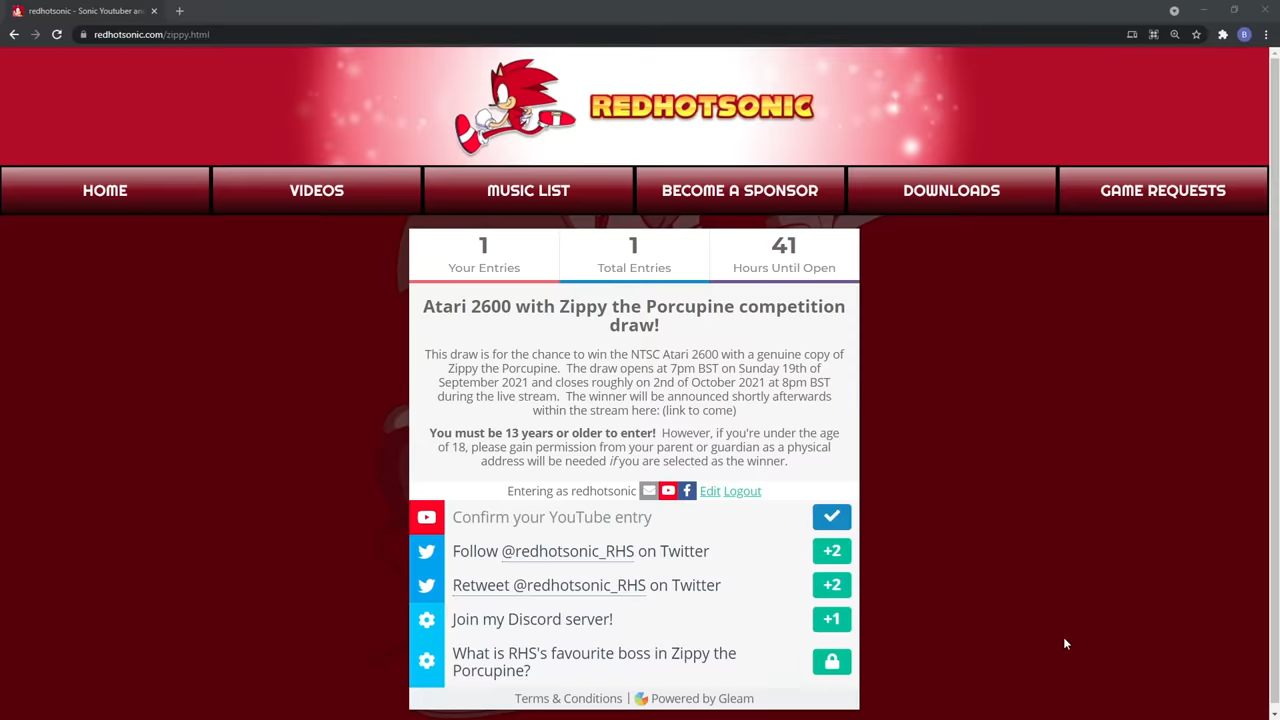 redhotsonic - Sonic Youtuber an
redhotsonic.com/zippy.html
B
REDHOTSONIC
HOME
VIDEOS
MUSIC LIST
BECOME A SPONSOR
DOWNLOADS
GAME REQUESTS
1
Your Entries
1
Total Entries
41
Hours Until Open
Atari 2600 with Zippy the Porcupine competition
draw!
This draw is for the chance to win the NTSC Atari 2600 with a genuine copy of
Zippy the Porcupine. The draw opens at 7pm BST on Sunday 19th of
September 2021 and closes roughly on 2nd of October 2021 at 8pm BST
during the live stream. The winner will be announced shortly afterwards
within the stream here: (link to come)
You must be 13 years or older to enter! However, if you're under the age
of 18, please gain permission from your parent or guardian as a physical
address will be needed if you are selected as the winner.
Entering as redhotsonic Edit Logout
Confirm your YouTube entry
Follow @redhotsonic_RHS on Twitter +2
Retweet @redhotsonic_RHS on Twitter +2
Join my Discord server! +1
What is RHS's favourite boss in Zippy the
Porcupine?
Terms & Conditions | Powered by Gleam